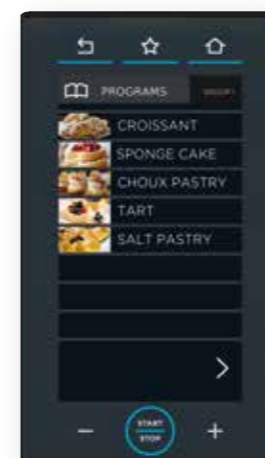 PROGRAMS
CROISSANT
SPONGE CAKE
CHOUX PASTRY
TART
SALT PASTRY
START
STOP